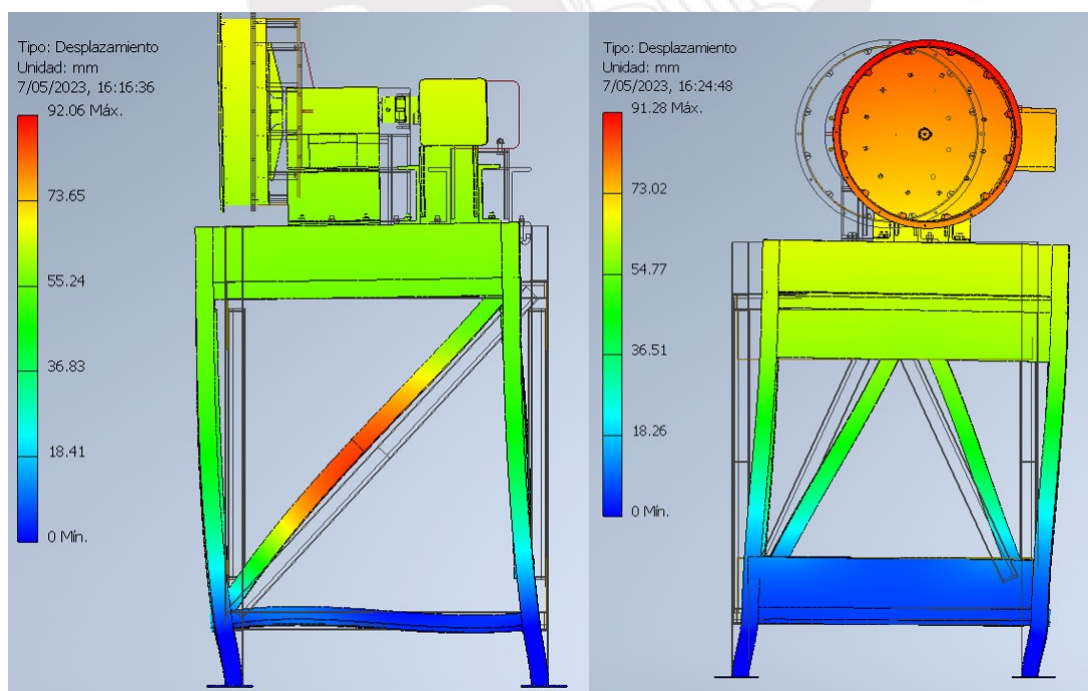 Tipo: Desplazamiento
Unidad: mm
7/05/2023, 16:16:36
92.06 Máx.
73.65
55.24
36.83
18.41
0 Mín.
Tipo: Desplazamiento
Unidad: mm
7/05/2023, 16:24:48
91.28 Máx.
73.02
54.77
36.51
18.26
0 Mín.